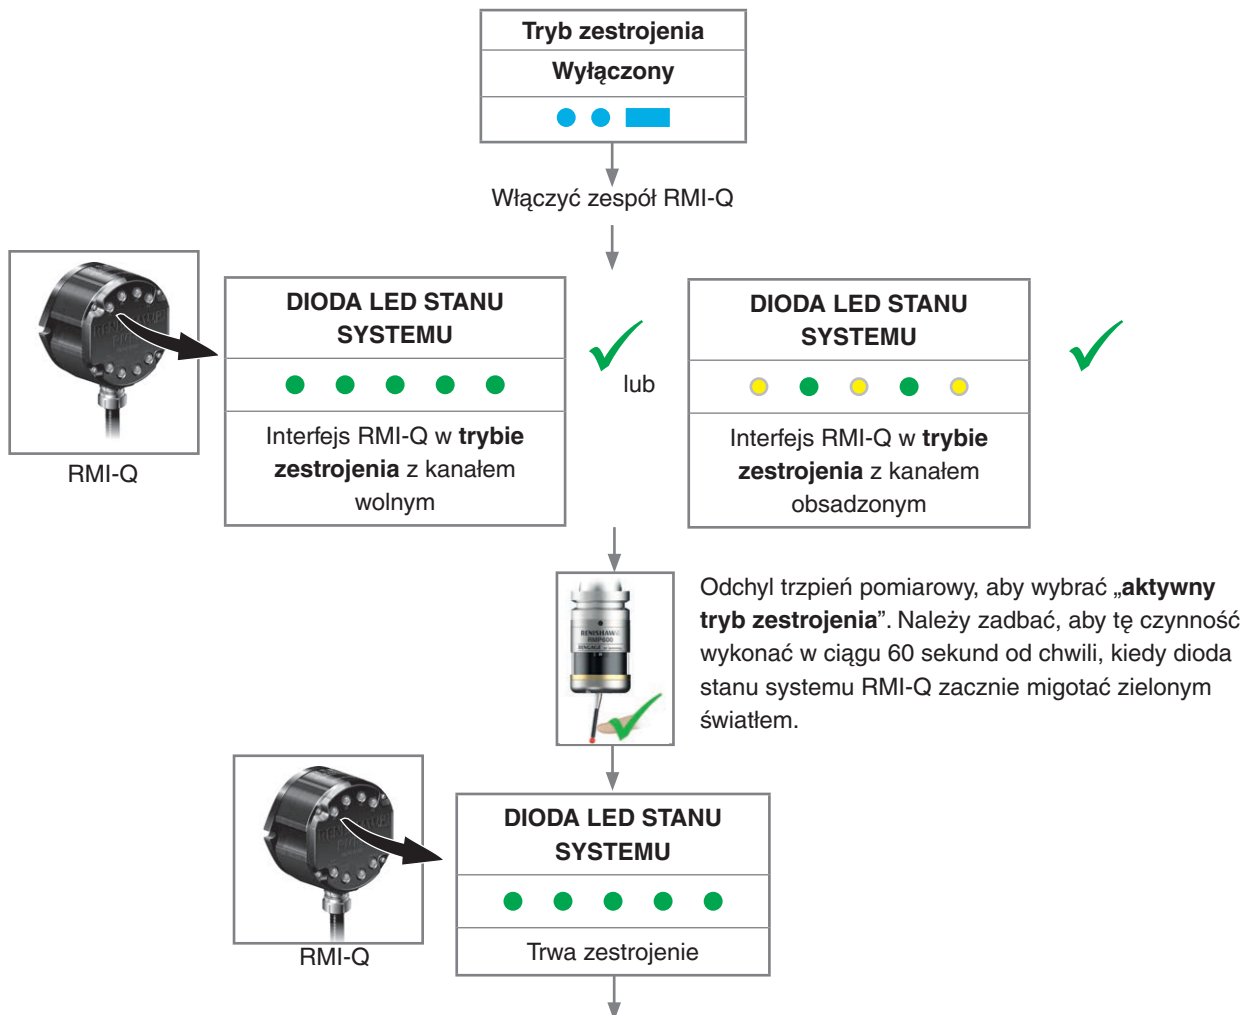 Tryb zestrojenia
Wyłączony
Włączyć zespół RMI-Q
RMI-Q
DIODA LED STANU
SYSTEMU
Interfejs RMI-Q w trybie
zestrojenia z kanałem
wolnym
lub
DIODA LED STANU
SYSTEMU
Interfejs RMI-Q w trybie
zestrojenia z kanałem
obsadzonym
RENISHAW
RMP600
Odchyl trzpień pomiarowy, aby wybrać „aktywny
tryb zestrojenia”. Należy zadbać, aby tę czynność
wykonać w ciągu 60 sekund od chwili, kiedy dioda
stanu systemu RMI-Q zacznie migotać zielonym
światłem.
RMI-Q
DIODA LED STANU
SYSTEMU
Trwa zestrojenie